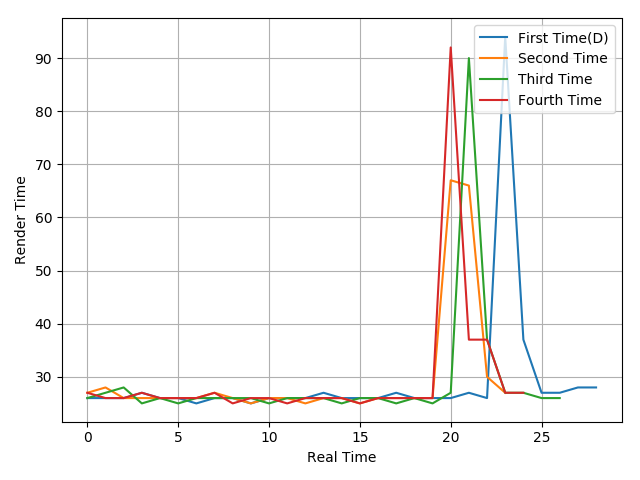 First Time(D)
Second Time
Third Time
Fourth Time
90
80
70
60
50
40
30
Render Time
0 5 10 15 20 25
Real Time